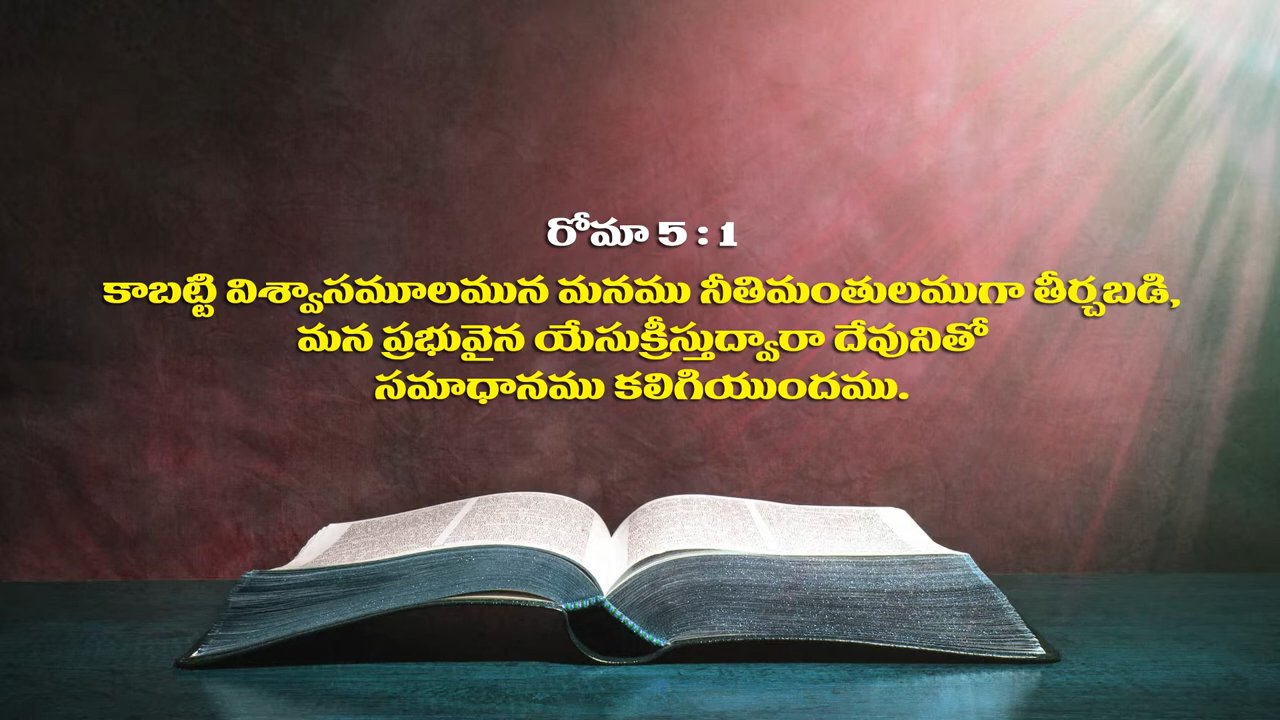 రోమా 5 : 1
కాబట్టి విశ్వాసమూలమున మనము నీతిమంతులముగా తీర్చబడి,
మన ప్రభువైన యేసుక్రీస్తుద్వారా దేవునితో
సమాధానము కలిగియుందము.